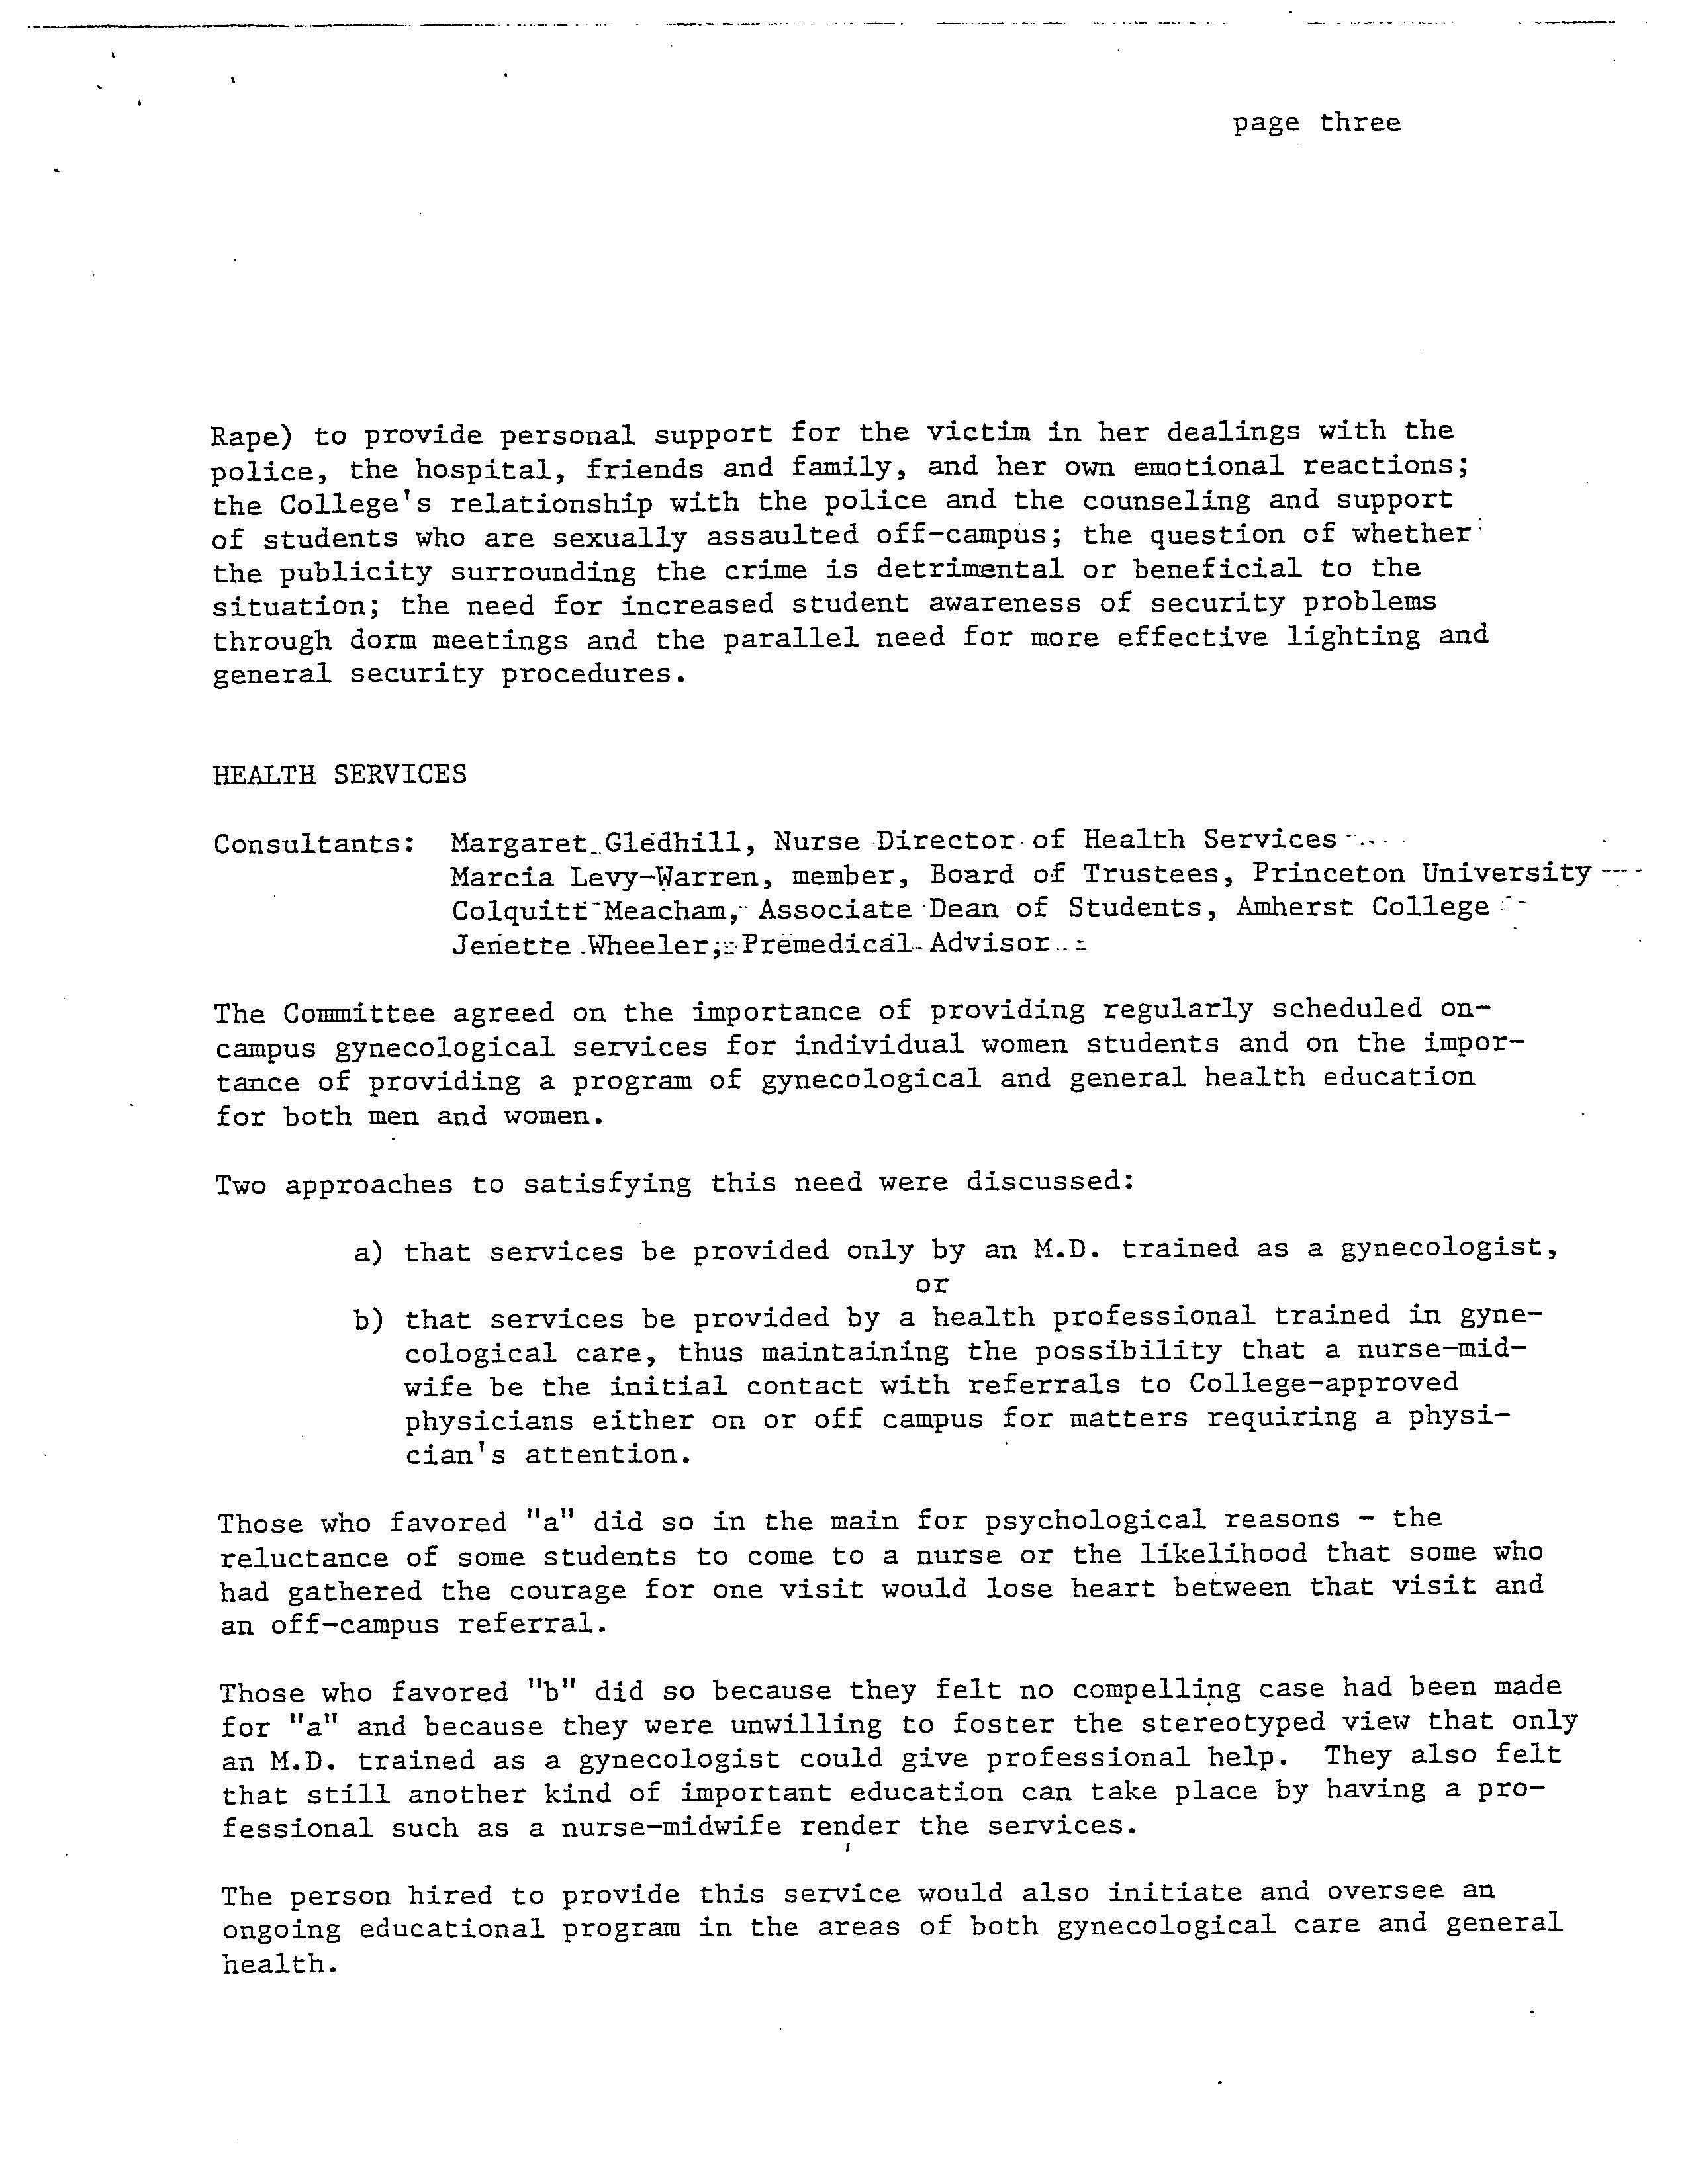 page three
Rape) to provide personal support for the victim in her dealings with the
police, the hospital, friends and family, and her own emotional reactions;
the College's relationship with the police and the counseling and support
of students who are sexually assaulted off-campus; the question of whether
the publicity surrounding the crime is detrimental or beneficial to the
situation; the need for increased student awareness of security problems
through dorm meetings and the parallel need for more effective lighting and
general security procedures.
HEALTH SERVICES
Consultants: Margaret Gledhill, Nurse Director of Health Services
Marcia Levy-Warren, member, Board of Trustees, Princeton University
Colquitt Meacham, Associate Dean of Students, Amherst College
Jenette Wheeler, Premedical Advisor
The Committee agreed on the importance of providing regularly scheduled on-
campus gynecological services for individual women students and on the impor-
tance of providing a program of gynecological and general health education
for both men and women.
Two approaches to satisfying this need were discussed:
a) that services be provided only by an M.D. trained as a gynecologist,
or
b) that services be provided by a health professional trained in gyne-
cological care, thus maintaining the possibility that a nurse-mid-
wife be the initial contact with referrals to College-approved
physicians either on or off campus for matters requiring a physi-
cian's attention.
Those who favored "a" did so in the main for psychological reasons - the
reluctance of some students to come to a nurse or the likelihood that some who
had gathered the courage for one visit would lose heart between that visit and
an off-campus referral.
Those who favored "b" did so because they felt no compelling case had been made
for "a" and because they were unwilling to foster the stereotyped view that only
an M.D. trained as a gynecologist could give professional help. They also felt
that still another kind of important education can take place by having a pro-
fessional such as a nurse-midwife render the services.
The person hired to provide this service would also initiate and oversee an
ongoing educational program in the areas of both gynecological care and general
health.